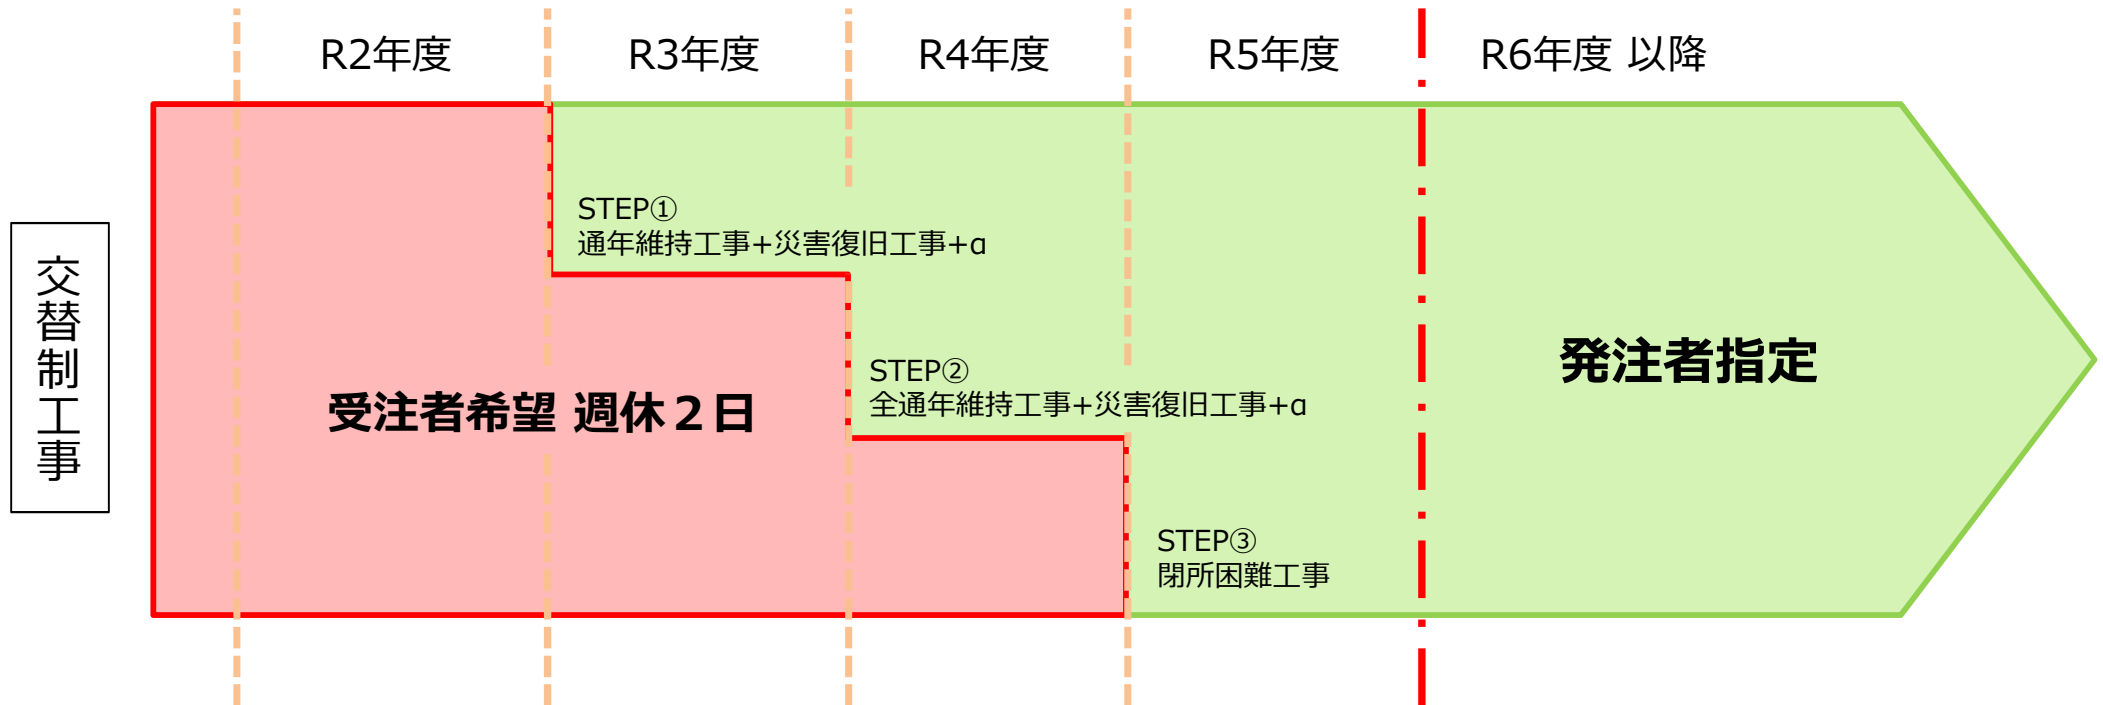 R2年度
R3年度
R4年度
R5年度
R6年度 以降
交替制工事
STEP①
通年維持工事+災害復旧工事+α
STEP②
全通年維持工事+災害復旧工事+α
受注者希望 週休２日
発注者指定
STEP③
閉所困難工事